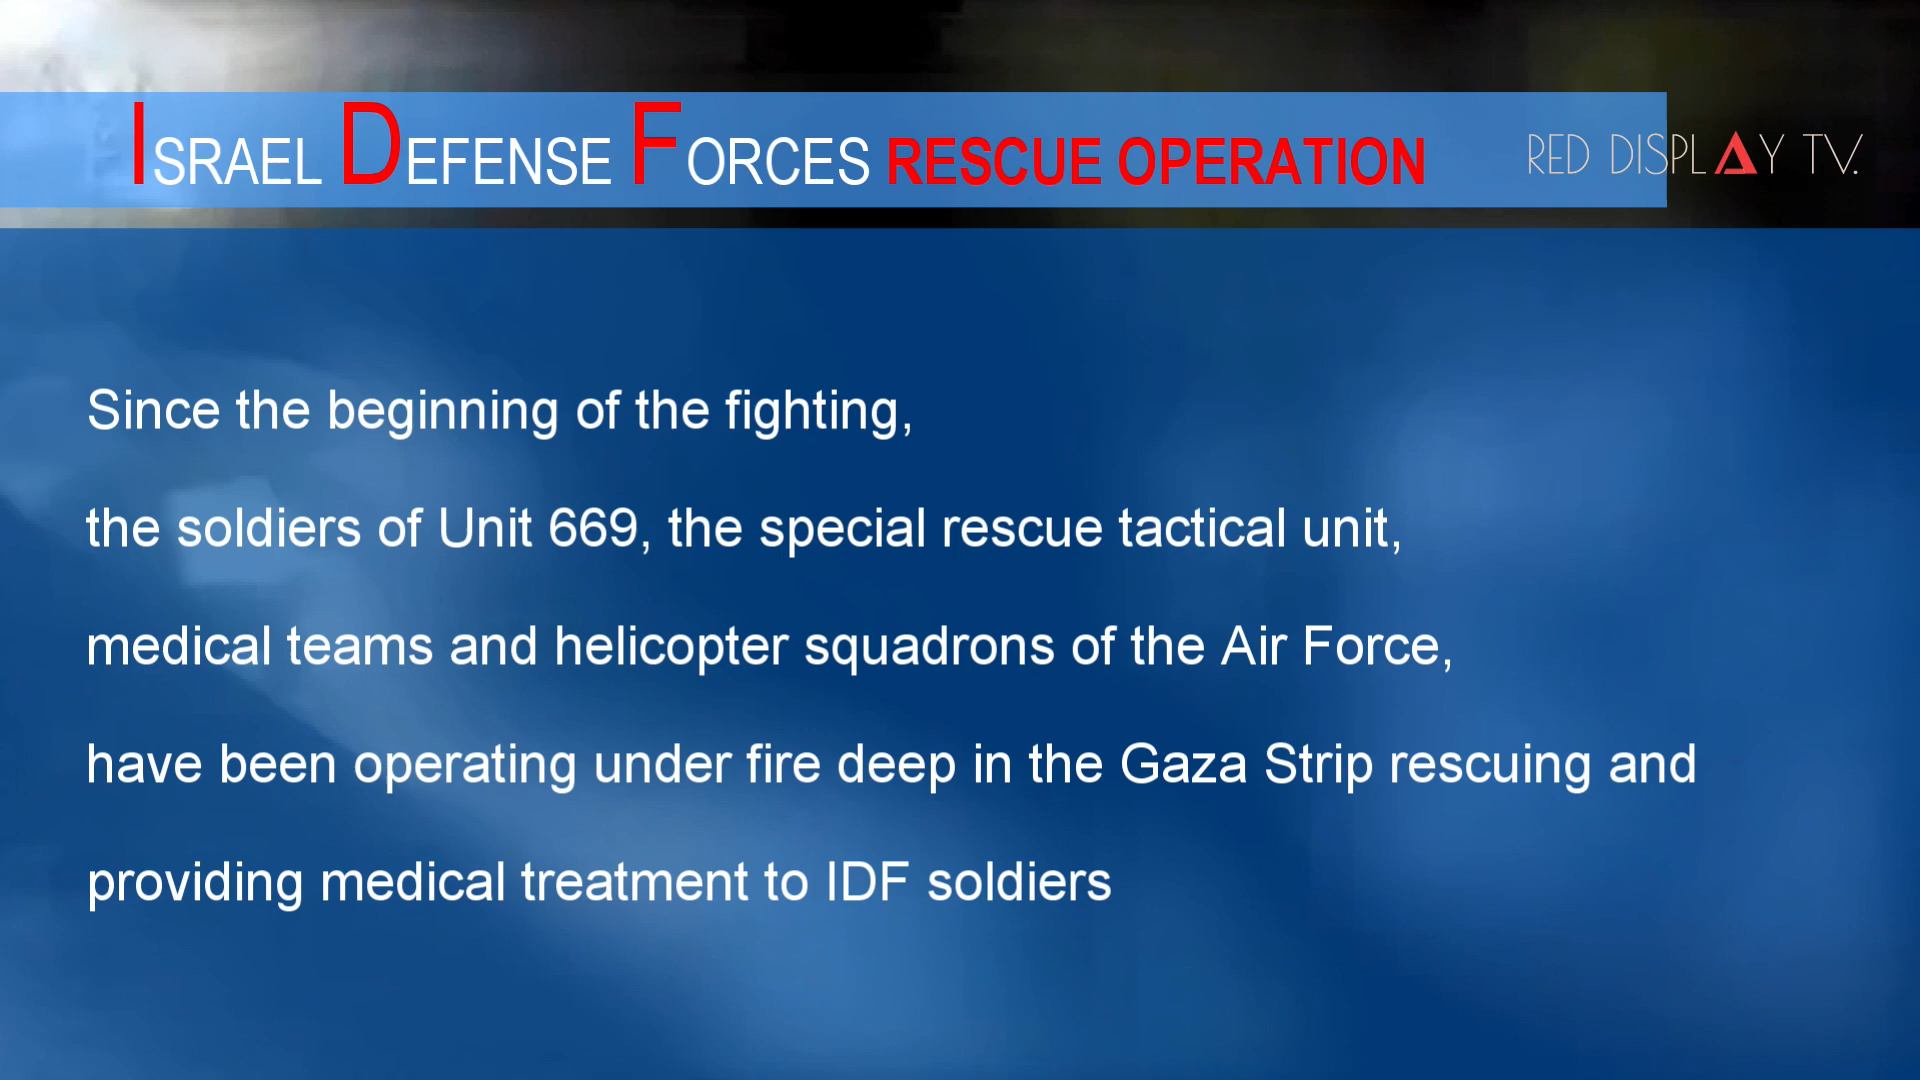 ISRAEL DEFENSE FORCES RESCUE OPERATION
RED DISPLAY TV.
Since the beginning of the fighting,
the soldiers of Unit 669, the special rescue tactical unit,
medical teams and helicopter squadrons of the Air Force,
have been operating under fire deep in the Gaza Strip rescuing and
providing medical treatment to IDF soldiers